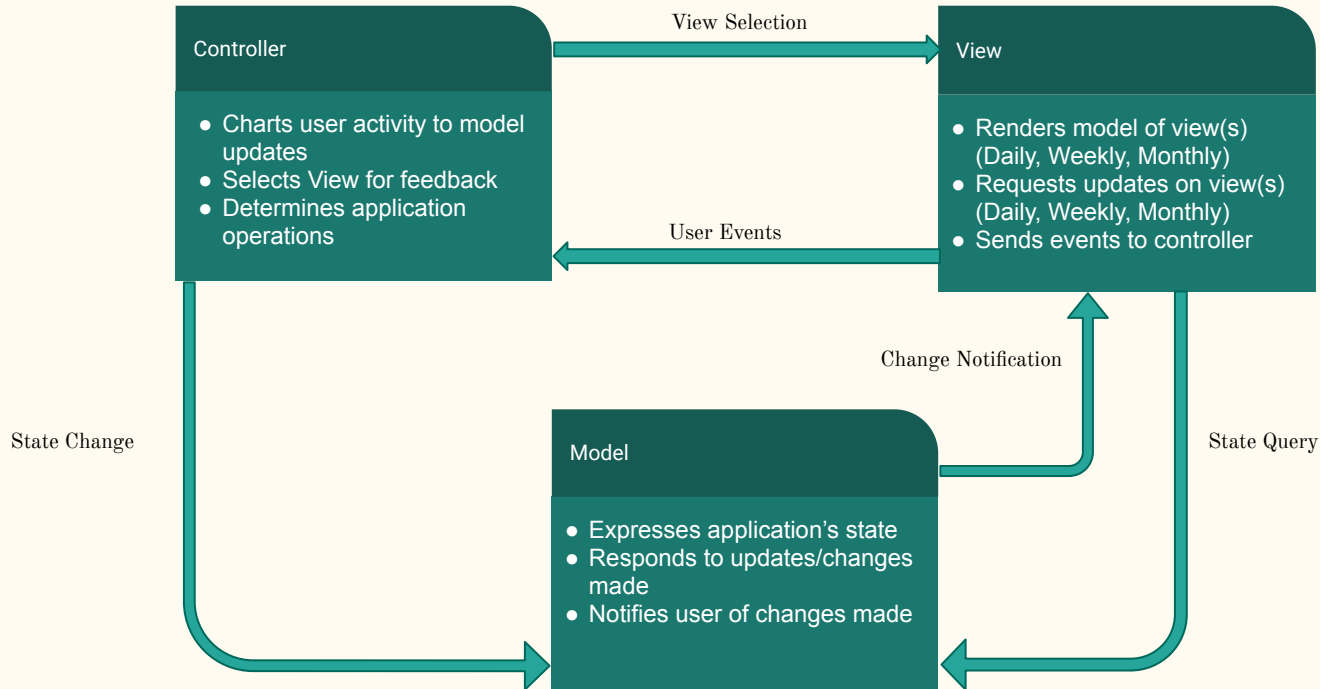 View Selection
Controller
● Charts user activity to model
updates
● Selects View for feedback
● Determines application
operations
View
● Renders model of view(s)
(Daily, Weekly, Monthly)
● Requests updates on view(s)
(Daily, Weekly, Monthly)
● Sends events to controller
User Events
Change Notification
State Change
State Query
Model
● Expresses application’s state
● Responds to updates/changes
made
● Notifies user of changes made